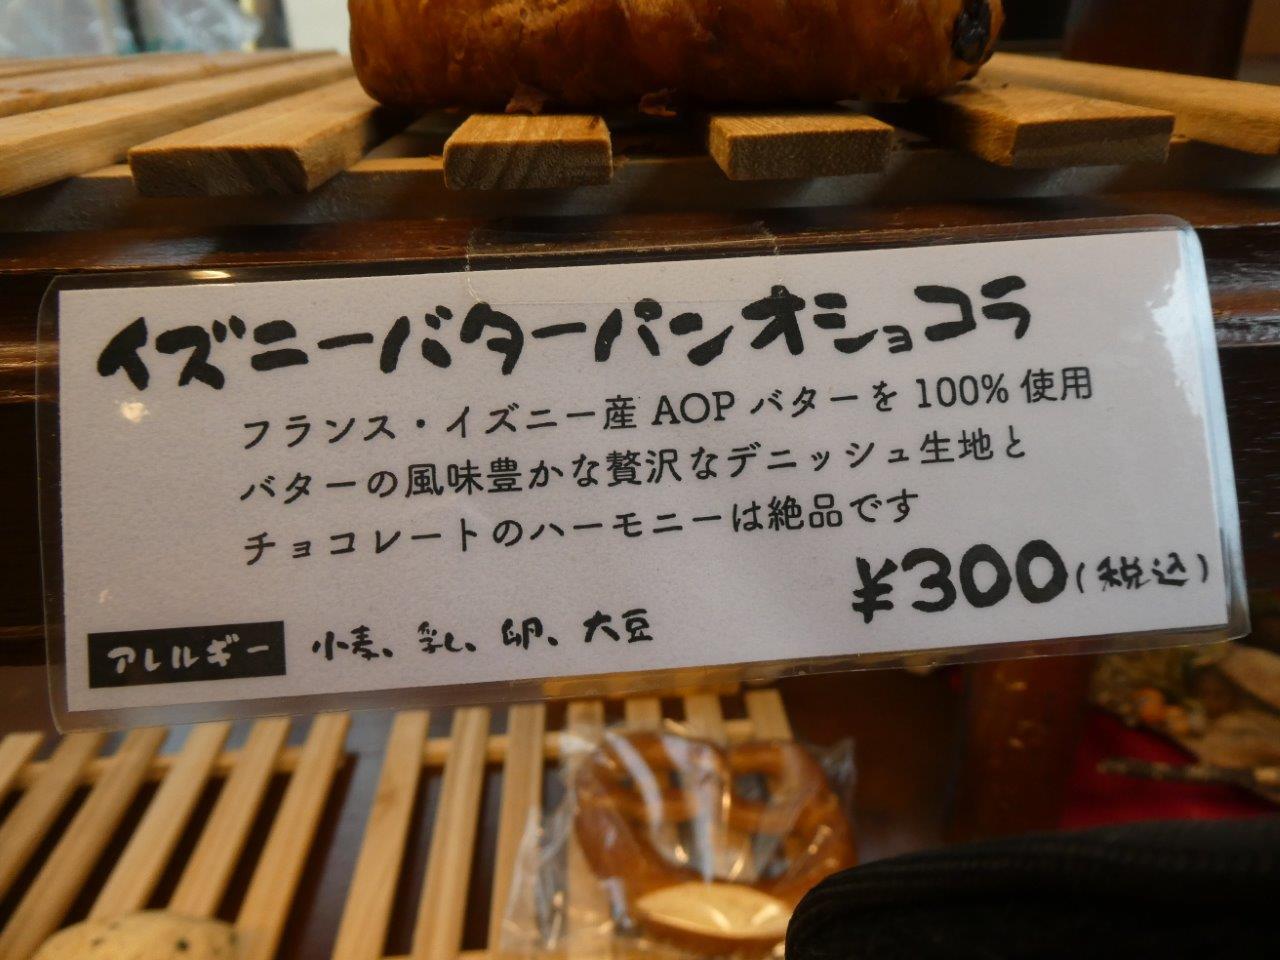 イズニーバターパンオショコラ
フランス・イズニー産 AOP バターを 100% 使用
バターの風味豊かな贅沢なデニッシュ生地と
チョコレートのハーモニーは絶品です
¥300(税込)
アレルギー 小麦、乳、卵、大豆